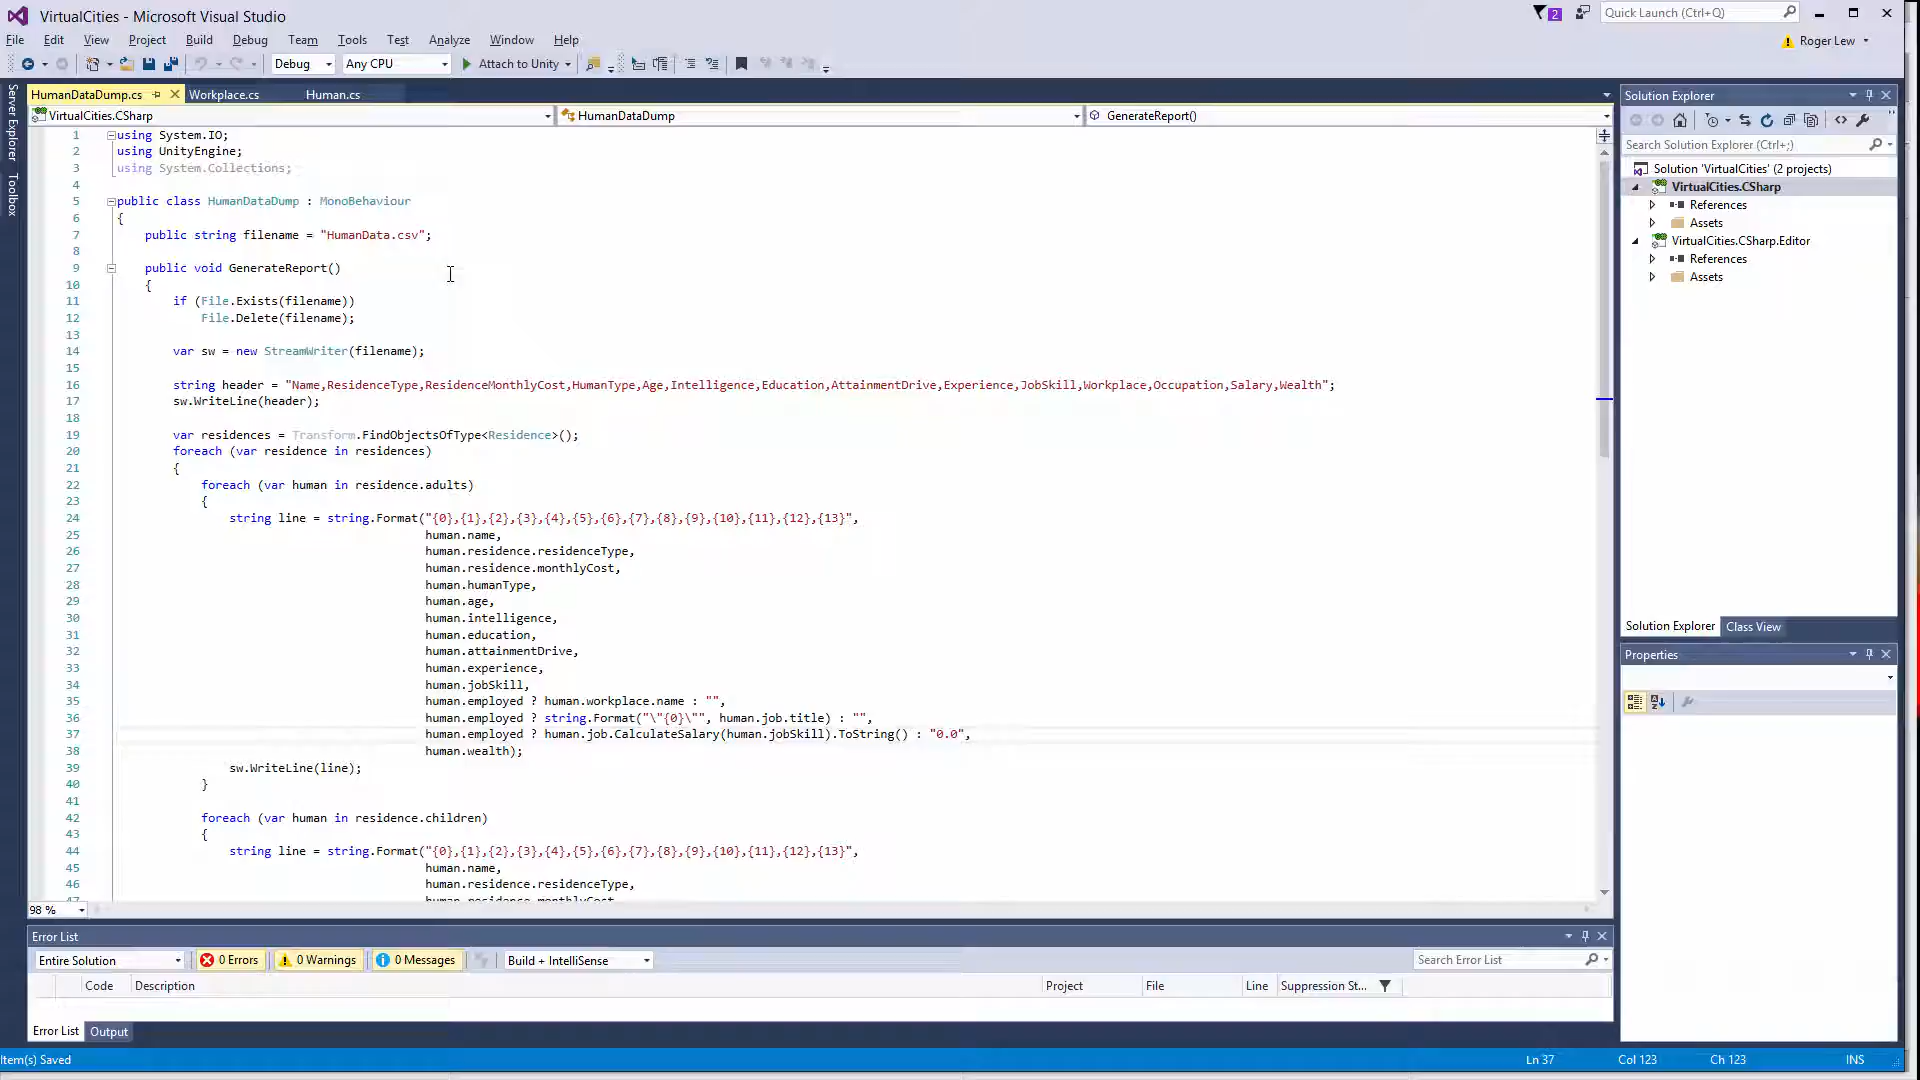 VirtualCities - Microsoft Visual Studio
2
Quick Launch (Ctrl+Q)
File Edit View Project Build Debug Team Tools Test Analyze Window Help
Roger Lew
Debug Any CPU Attach to Unity
Server Explorer
Toolbox
HumanDataDump.cs Workplace.cs Human.cs
VirtualCities.CSharp HumanDataDump GenerateReport()
1 using System.IO;
2 using UnityEngine;
3 using System.Collections;
4
5 public class HumanDataDump : MonoBehaviour
6 {
7 public string filename = "HumanData.csv";
8
9 public void GenerateReport()
10 {
11 if (File.Exists(filename))
12 File.Delete(filename);
13
14 var sw = new StreamWriter(filename);
15
16 string header = "Name,ResidenceType,ResidenceMonthlyCost,HumanType,Age,Intelligence,Education,AttainmentDrive,Experience,JobSkill,Workplace,Occupation,Salary,Wealth";
17 sw.WriteLine(header);
18
19 var residences = Transform.FindObjectsOfType<Residence>();
20 foreach (var residence in residences)
21 {
22 foreach (var human in residence.adults)
23 {
24 string line = string.Format("{0},{1},{2},{3},{4},{5},{6},{7},{8},{9},{10},{11},{12},{13}",
25 human.name,
26 human.residence.residenceType,
27 human.residence.monthlyCost,
28 human.humanType,
29 human.age,
30 human.intelligence,
31 human.education,
32 human.attainmentDrive,
33 human.experience,
34 human.jobSkill,
35 human.employed ? human.workplace.name : "",
36 human.employed ? string.Format("\"{0}\"", human.job.title) : "",
37 human.employed ? human.job.CalculateSalary(human.jobSkill).ToString() : "0.0",
38 human.wealth);
39 sw.WriteLine(line);
40 }
41
42 foreach (var human in residence.children)
43 {
44 string line = string.Format("{0},{1},{2},{3},{4},{5},{6},{7},{8},{9},{10},{11},{12},{13}",
45 human.name,
46 human.residence.residenceType,
47 human.residence.monthlyCost
98 %
Solution Explorer
Search Solution Explorer (Ctrl+;)
Solution 'VirtualCities' (2 projects)
VirtualCities.CSharp
References
Assets
VirtualCities.CSharp.Editor
References
Assets
Solution Explorer Class View
Properties
Error List
Entire Solution 0 Errors 0 Warnings 0 Messages Build + IntelliSense Search Error List
Code Description Project File Line Suppression St...
Error List Output
Item(s) Saved Ln 37 Col 123 Ch 123 INS